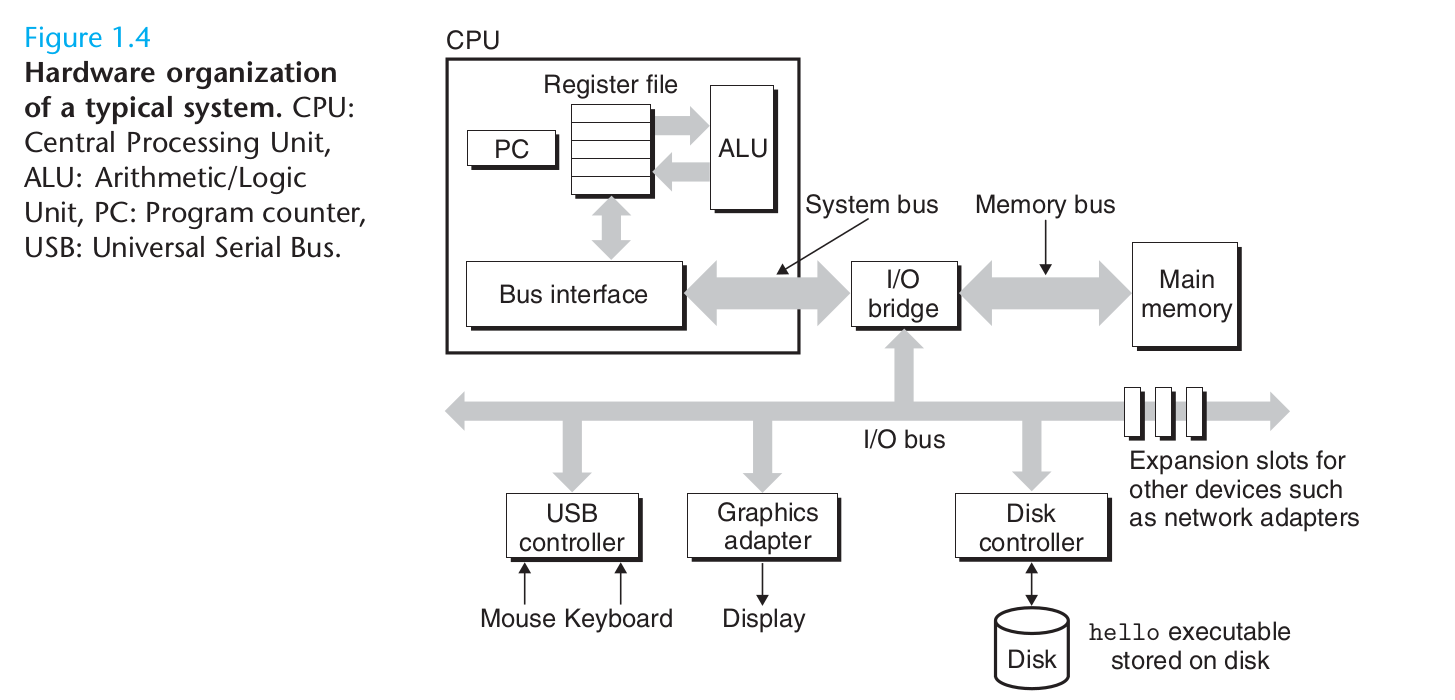 Figure 1.4
Hardware organization
of a typical system. CPU:
Central Processing Unit,
ALU: Arithmetic/Logic
Unit, PC: Program counter,
USB: Universal Serial Bus.
CPU
Register file
PC
ALU
System bus
Memory bus
Bus interface
I/O
bridge
Main
memory
I/O bus
Expansion slots for
other devices such
as network adapters
USB
controller
Graphics
adapter
Disk
controller
Mouse Keyboard
Display
Disk
hello executable
stored on disk